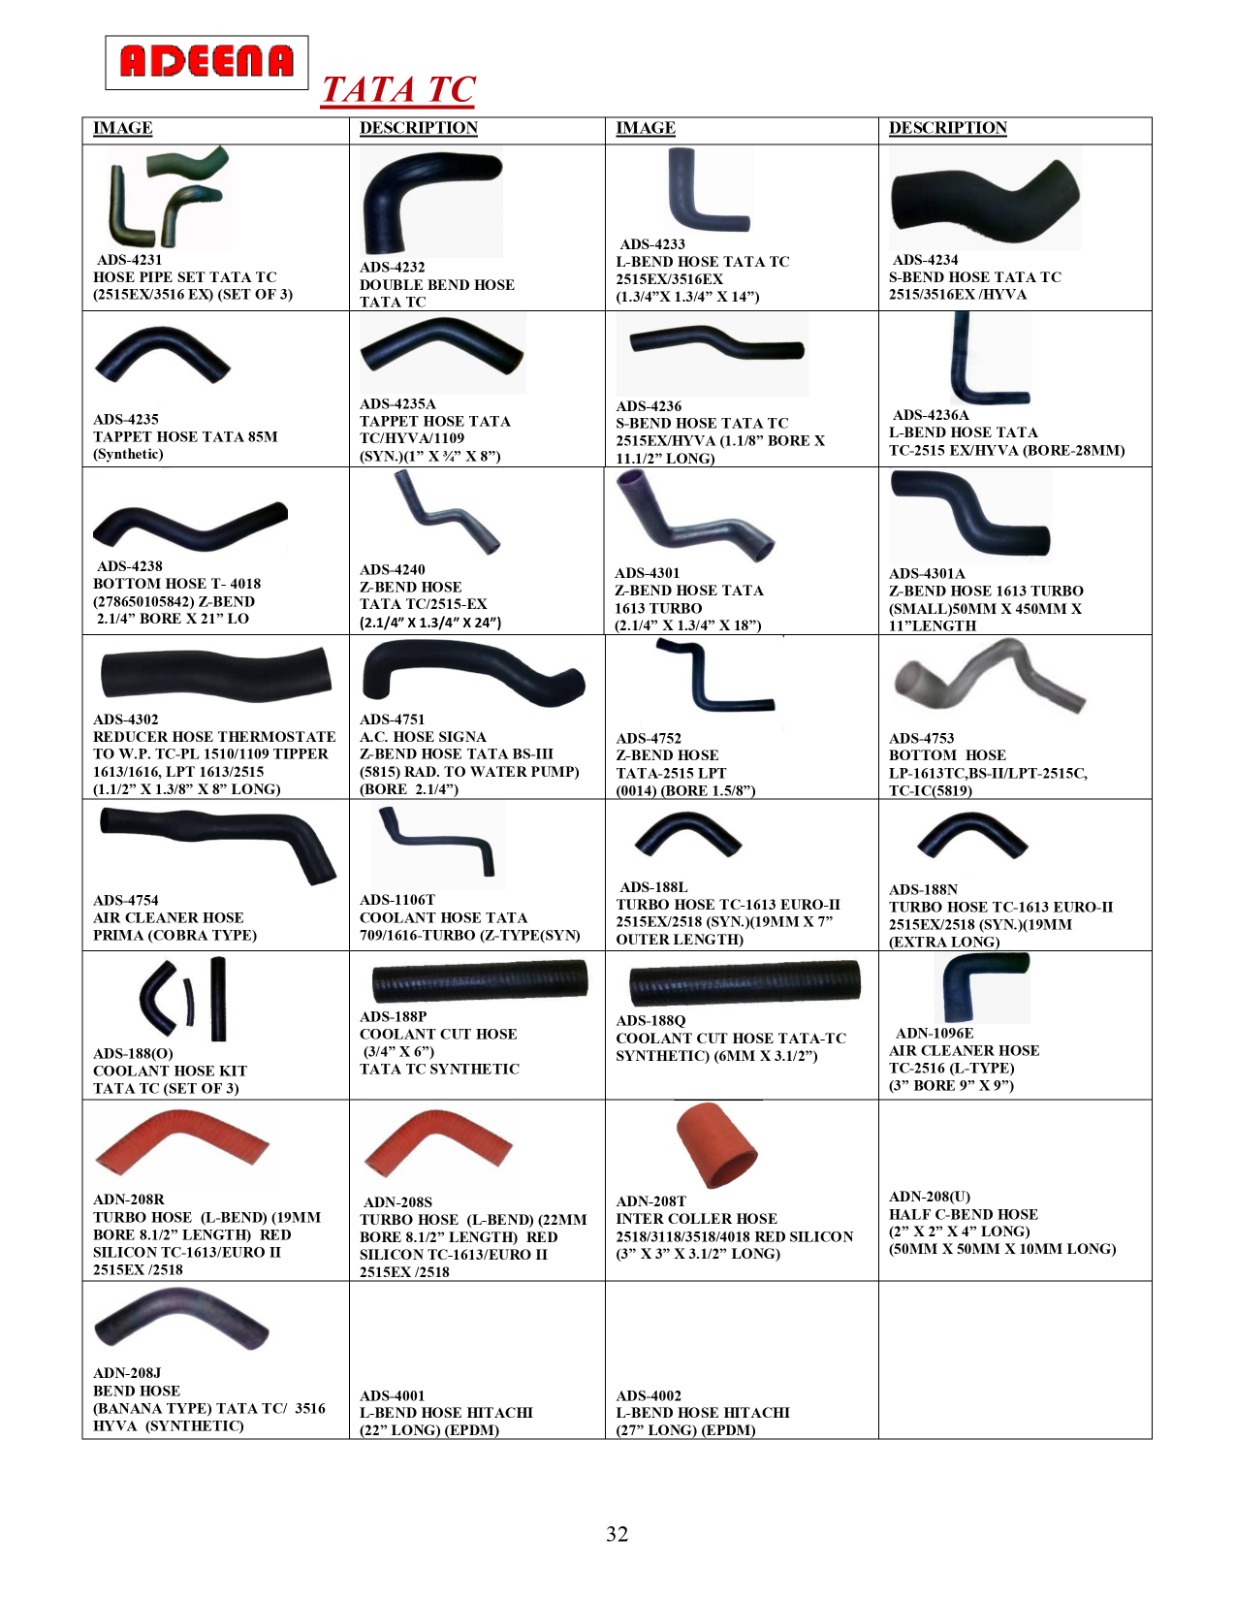 ADEENA
TATA TC
IMAGE
DESCRIPTION
IMAGE
DESCRIPTION
ADS-4231
HOSE PIPE SET TATA TC
(2515EX/3516 EX) (SET OF 3)
ADS-4232
DOUBLE BEND HOSE
TATA TC
ADS-4233
L-BEND HOSE TATA TC
2515EX/3516EX
(1.3/4”X 1.3/4” X 14”)
ADS-4234
S-BEND HOSE TATA TC
2515/3516EX /HYVA
ADS-4235
TAPPET HOSE TATA 85M
(Synthetic)
ADS-4235A
TAPPET HOSE TATA
TC/HYVA/1109
(SYN.)(1” X ¾” X 8”)
ADS-4236
S-BEND HOSE TATA TC
2515EX/HYVA (1.1/8” BORE X
11.1/2” LONG)
ADS-4236A
L-BEND HOSE TATA
TC-2515 EX/HYVA (BORE-28MM)
ADS-4238
BOTTOM HOSE T- 4018
(278650105842) Z-BEND
2.1/4” BORE X 21” LO
ADS-4240
Z-BEND HOSE
TATA TC/2515-EX
(2.1/4” X 1.3/4” X 24”)
ADS-4301
Z-BEND HOSE TATA
1613 TURBO
(2.1/4” X 1.3/4” X 18”)
ADS-4301A
Z-BEND HOSE 1613 TURBO
(SMALL)50MM X 450MM X
11”LENGTH
ADS-4302
REDUCER HOSE THERMOSTATE
TO W.P. TC-PL 1510/1109 TIPPER
1613/1616, LPT 1613/2515
(1.1/2” X 1.3/8” X 8” LONG)
ADS-4751
A.C. HOSE SIGNA
Z-BEND HOSE TATA BS-III
(5815) RAD. TO WATER PUMP)
(BORE 2.1/4”)
ADS-4752
Z-BEND HOSE
TATA-2515 LPT
(0014) (BORE 1.5/8”)
ADS-4753
BOTTOM HOSE
LP-1613TC,BS-II/LPT-2515C,
TC-IC(5819)
ADS-4754
AIR CLEANER HOSE
PRIMA (COBRA TYPE)
ADS-1106T
COOLANT HOSE TATA
709/1616-TURBO (Z-TYPE(SYN)
ADS-188L
TURBO HOSE TC-1613 EURO-II
2515EX/2518 (SYN.)(19MM X 7”
OUTER LENGTH)
ADS-188N
TURBO HOSE TC-1613 EURO-II
2515EX/2518 (SYN.)(19MM
(EXTRA LONG)
ADS-188(O)
COOLANT HOSE KIT
TATA TC (SET OF 3)
ADS-188P
COOLANT CUT HOSE
(3/4” X 6”)
TATA TC SYNTHETIC
ADS-188Q
COOLANT CUT HOSE TATA-TC
SYNTHETIC) (6MM X 3.1/2”)
ADN-1096E
AIR CLEANER HOSE
TC-2516 (L-TYPE)
(3” BORE 9” X 9”)
ADN-208R
TURBO HOSE (L-BEND) (19MM
BORE 8.1/2” LENGTH) RED
SILICON TC-1613/EURO II
2515EX /2518
ADN-208S
TURBO HOSE (L-BEND) (22MM
BORE 8.1/2” LENGTH) RED
SILICON TC-1613/EURO II
2515EX /2518
ADN-208T
INTER COLLER HOSE
2518/3118/3518/4018 RED SILICON
(3” X 3” X 3.1/2” LONG)
ADN-208(U)
HALF C-BEND HOSE
(2” X 2” X 4” LONG)
(50MM X 50MM X 10MM LONG)
ADN-208J
BEND HOSE
(BANANA TYPE) TATA TC/ 3516
HYVA (SYNTHETIC)
ADS-4001
L-BEND HOSE HITACHI
(22” LONG) (EPDM)
ADS-4002
L-BEND HOSE HITACHI
(27” LONG) (EPDM)
32